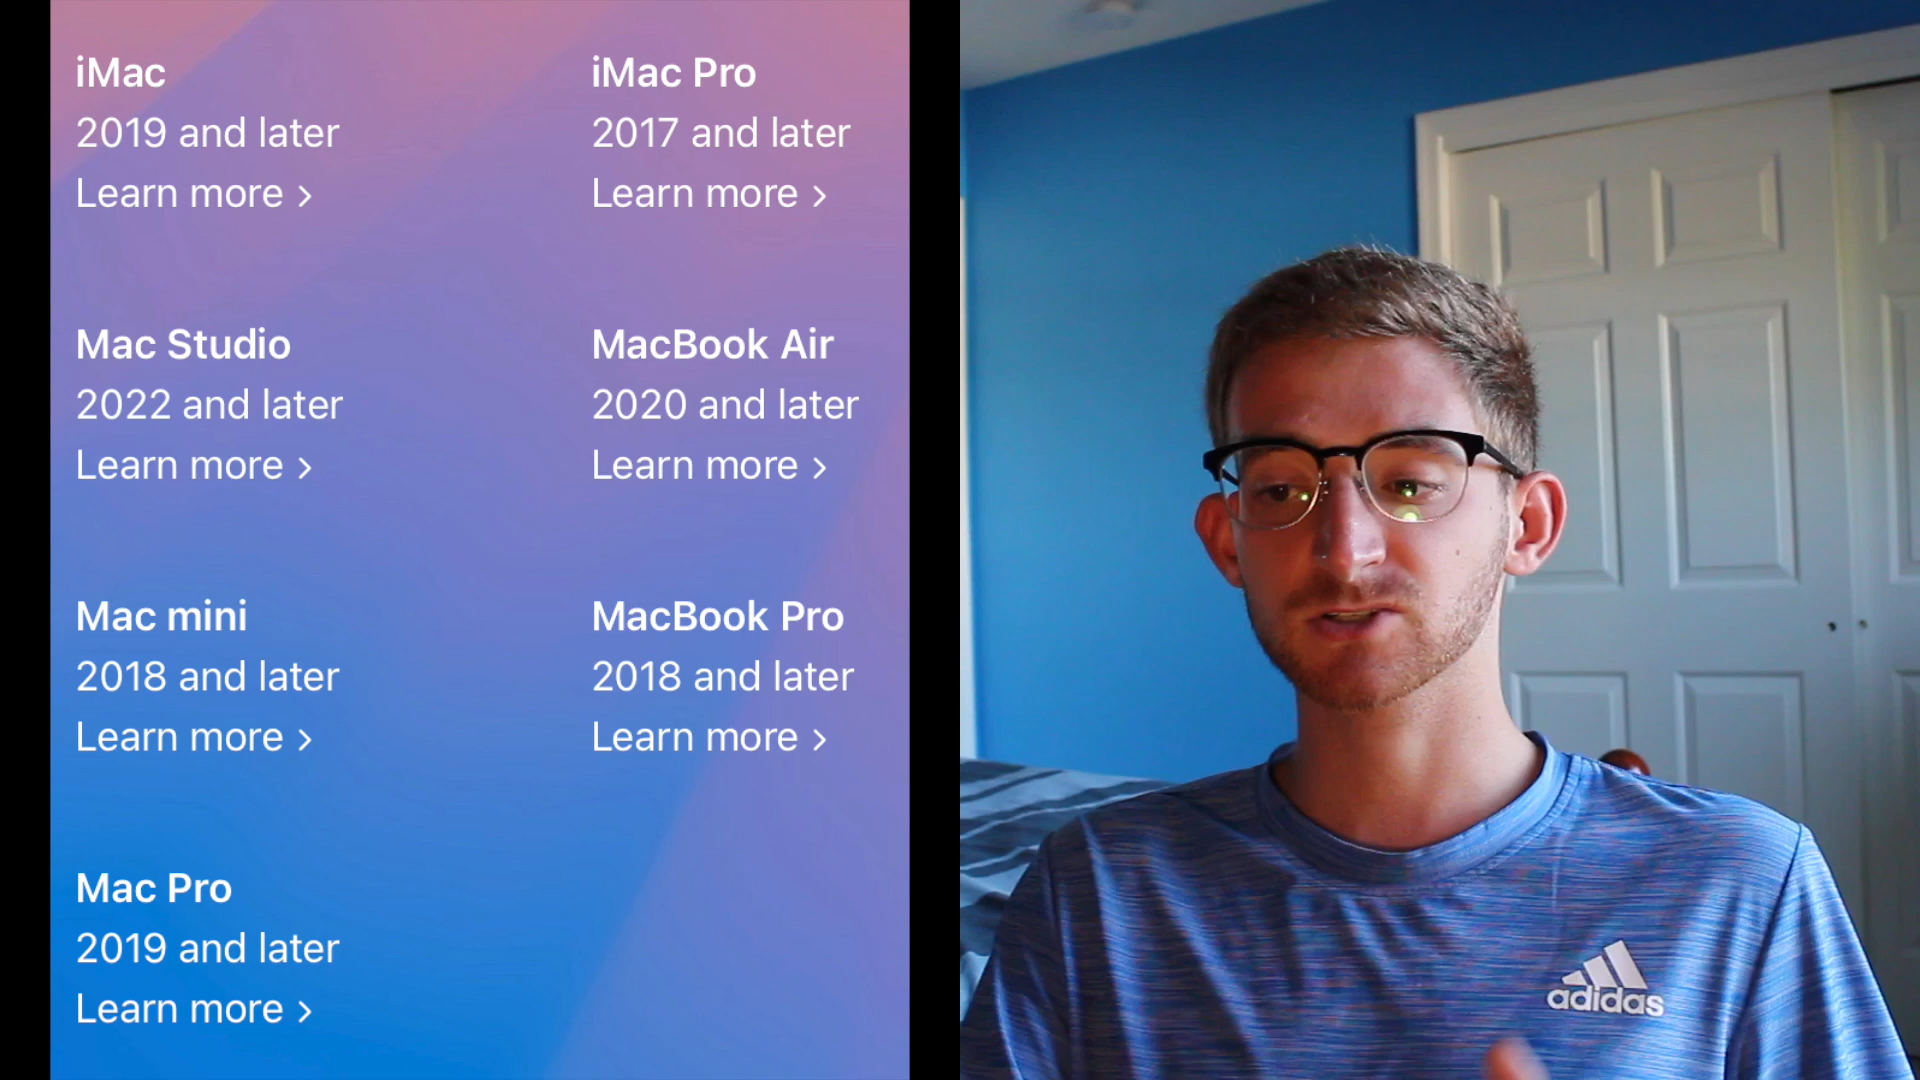 iMac
2019 and later
Learn more >
iMac Pro
2017 and later
Learn more >
Mac Studio
2022 and later
Learn more >
MacBook Air
2020 and later
Learn more >
Mac mini
2018 and later
Learn more >
MacBook Pro
2018 and later
Learn more >
Mac Pro
2019 and later
Learn more >
adidas